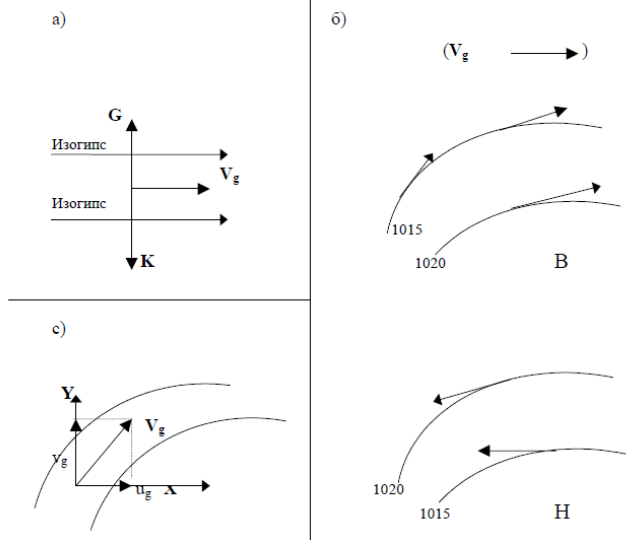 а)
G
Изогипс
Vg
Изогипс
K
б)
(Vg )
1015
1020
В
с)
Y
Vg
vg
ug X
1020
1015
Н